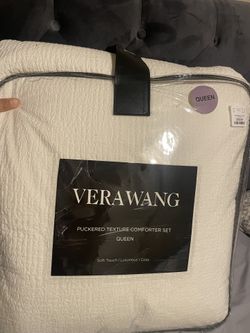 QUEEN
VERAWANG
PUCKERED TEXTURE COMFORTER SET
QUEEN
Soft Touch / Luxurious / Cozy